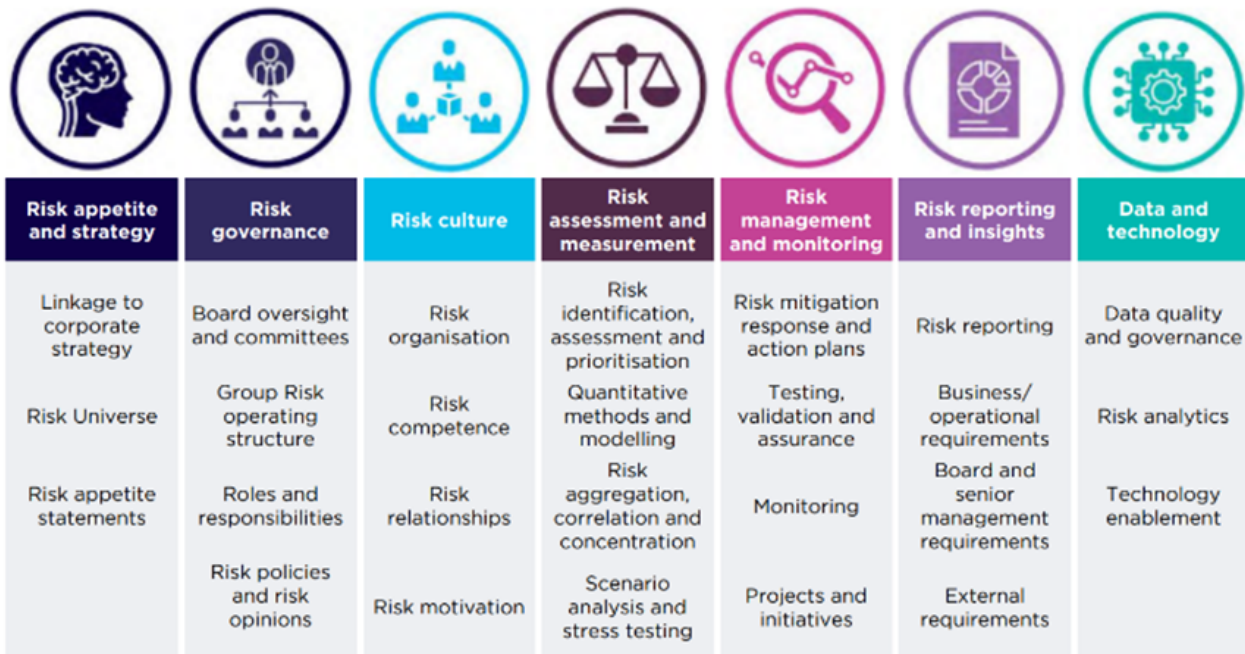 Risk appetite
and strategy
Linkage to
corporate
strategy
Risk Universe
Risk appetite
statements
Risk
governance
Board oversight
and committees
Group Risk
operating
structure
Roles and
responsibilities
Risk policies
and risk
opinions
Risk culture
Risk
organisation
Risk
competence
Risk
relationships
Risk motivation
Risk
assessment and
measurement
Risk
identification,
assessment and
prioritisation
Quantitative
methods and
modelling
Risk
aggregation,
correlation and
concentration
Scenario
analysis and
stress testing
Risk
management
and monitoring
Risk mitigation
response and
action plans
Testing,
validation and
assurance
Monitoring
Projects and
initiatives
Risk reporting
and insights
Risk reporting
Business/
operational
requirements
Board and
senior
management
requirements
External
requirements
Data and
technology
Data quality
and governance
Risk analytics
Technology
enablement